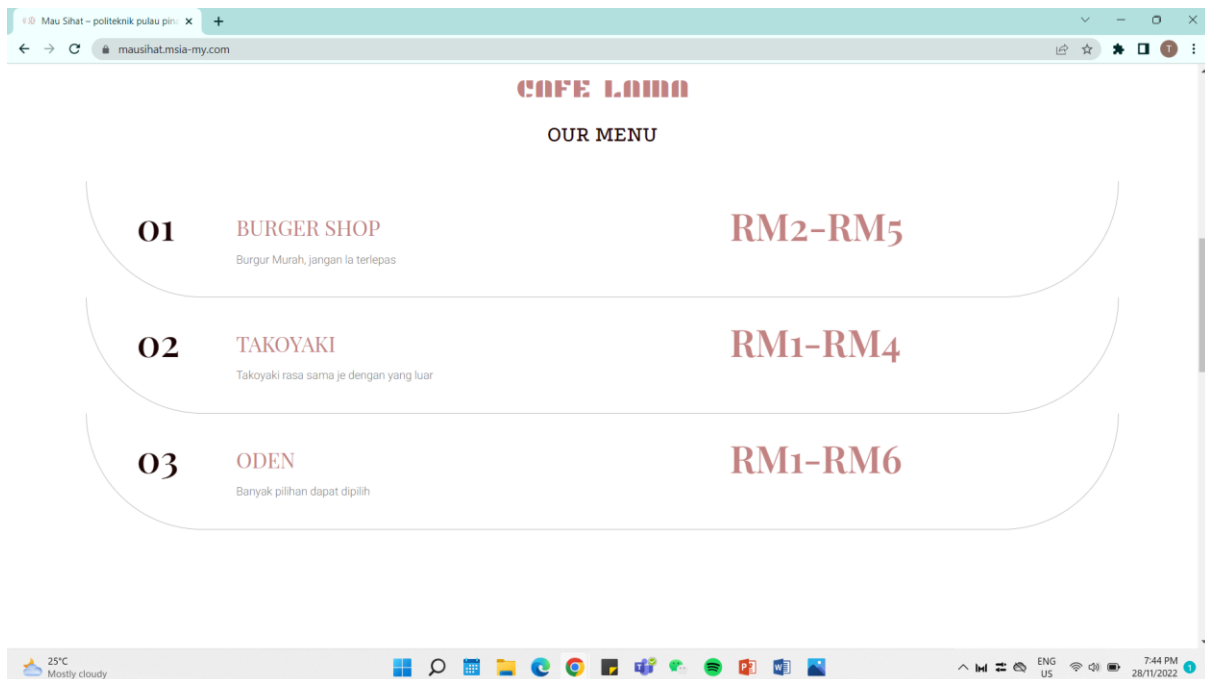 Mau Sihat – politeknik pulau pin
mausihat.msia-my.com
T
CAFE LAMA
OUR MENU
01
BURGER SHOP
RM2-RM5
Burgur Murah, jangan la terlepas
02
TAKOYAKI
RM1-RM4
Takoyaki rasa sama je dengan yang luar
03
ODEN
RM1-RM6
Banyak pilihan dapat dipilih
25°C
Mostly cloudy
ENG
US
7:44 PM
28/11/2022
1